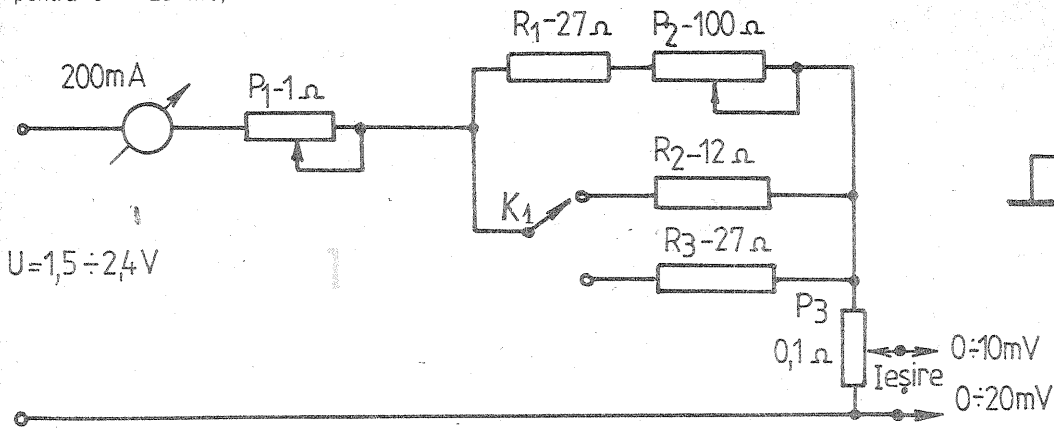 R1-27Ω
P2-100Ω
200mA
P1-1Ω
R2-12Ω
K1
U=1,5÷2,4V
R3-27Ω
P3
0,1Ω
0÷10mV
Ieşire
0÷20mV